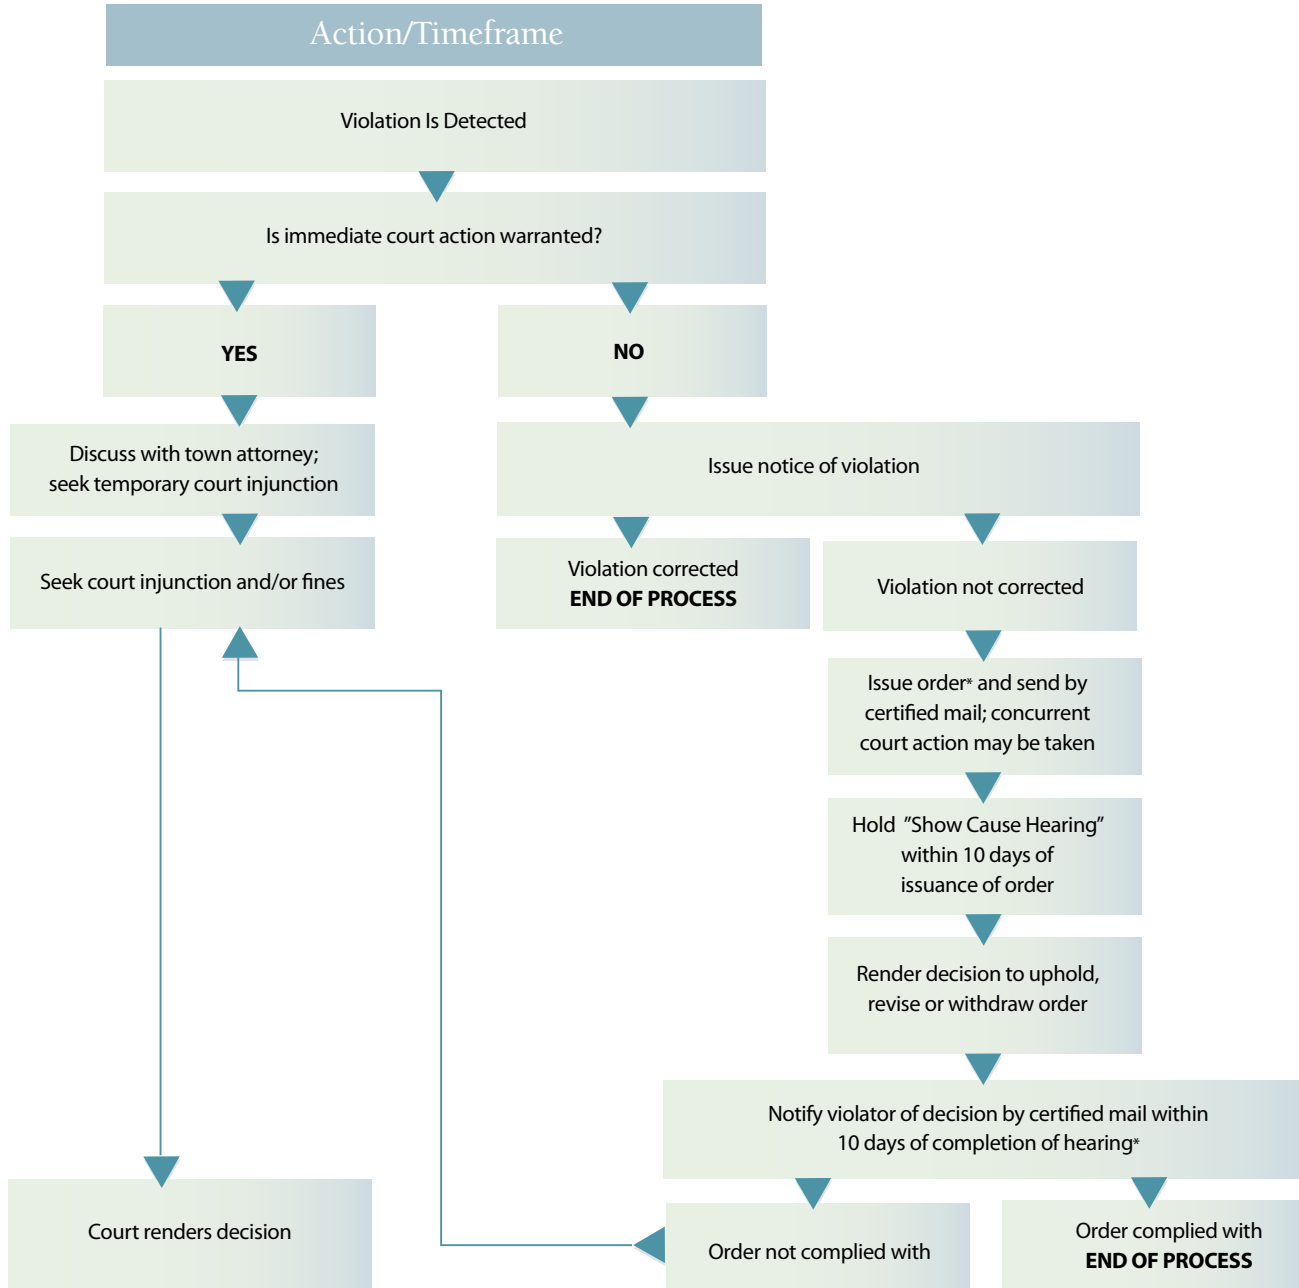 Action/Timeframe
Violation Is Detected
Is immediate court action warranted?
YES
NO
Discuss with town attorney;
seek temporary court injunction
Issue notice of violation
Seek court injunction and/or fines
Violation corrected
END OF PROCESS
Violation not corrected
Issue order* and send by
certified mail; concurrent
court action may be taken
Hold ”Show Cause Hearing”
within 10 days of
issuance of order
Render decision to uphold,
revise or withdraw order
Notify violator of decision by certified mail within
10 days of completion of hearing*
Court renders decision
Order not complied with
Order complied with
END OF PROCESS